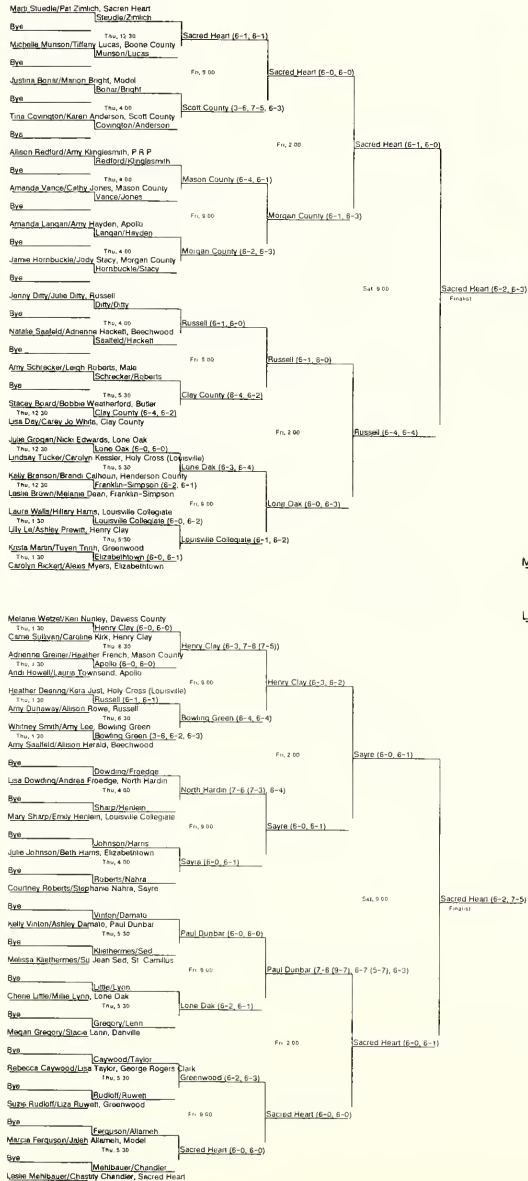 Marti Stuedle/Pat Zimlich, Sacren Heart
Steudle/Zimlich
Bye
Thu, 12 30
Sacred Heart (6-1, 6-1)
Michelle Munson/Tiffany Lucas, Boone County
Munson/Lucas
Bye
Fri, 9:00
Sacred Heart (6-0, 6-0)
Justina Bonar/Marion Bright, Model
Bonar/Bright
Bye
Thu, 4:00
Scott County (3-6, 7-5, 6-3)
Tina Covington/Karen Anderson, Scott County
Covington/Anderson
Bye
Fri, 2:00
Sacred Heart (6-1, 6-0)
Allison Redford/Amy Klinglesmith, P R P
Redford/Klinglesmith
Bye
Thu, 4:00
Mason County (6-4, 6-1)
Amanda Vance/Cathy Jones, Mason County
Vance/Jones
Bye
Fri, 9:00
Morgan County (6-1, 6-3)
Amanda Langan/Amy Hayden, Apollo
Langan/Hayden
Bye
Thu, 4:00
Morgan County (6-2, 6-3)
Jamie Hornbuckle/Jody Stacy, Morgan County
Hornbuckle/Stacy
Bye
Sat 9:00
Sacred Heart (6-2, 6-3)
Finalist
Jenny Ditty/Julie Ditty, Russell
Ditty/Ditty
Bye
Thu, 4:00
Russell (6-1, 6-0)
Natalie Saalfeld/Adrienne Hackett, Beechwood
Saalfeld/Hackett
Bye
Russell (6-1, 6-0)
Amy Schrecker/Leigh Roberts, Male
Schrecker/Roberts
Bye
Thu, 5:30
Clay County (6-4, 6-2)
Stacey Board/Bobbie Weatherford, Butler
Thu, 12 30
Clay County (6-4, 6-2)
Lisa Day/Carey Jo White, Clay County
Fri, 2:00
Russell (6-4, 6-4)
Julie Grogan/Nicki Edwards, Lone Oak
Thu, 12:30
Lone Oak (6-0, 6-0)
Lindsay Tucker/Carolyn Kessler, Holy Cross (Louisville)
Thu, 5:30
Lone Oak (6-3, 6-4)
Kelly Branson/Brandi Calhoun, Henderson County
Thu, 12:30
Franklin-Simpson (6-2, 6-1)
Leslie Brown/Melanie Dean, Franklin-Simpson
Fri, 9:00
Lone Oak (6-0, 6-3)
Laura Walls/Hillary Harris, Lousville Collegiate
Thu, 1 30
Louisville Collegiate (6-0, 6-2)
Lilly Le/Ashley Prewitt, Henry Clay
Thu, 5:30
Louisville Collegiate (6-1, 6-2)
Krista Martin/Tuyen Trinh, Greenwood
Thu, 1 30
Elizabethtown (6-0, 6-1)
Carolyn Rickert/Alexis Myers, Elizabethtown
M
L
Melanie Wetzel/Keri Nunley, Daviess County
Thu, 1 30
Henry Clay (6-0, 6-0)
Carrie Sullivan/Caroline Kirk, Henry Clay
Thu 6:30
Henry Clay (6-3, 7-6 (7-5))
Adrienne Greiner/Heather French, Mason County
Apollo (6-0, 6-0)
Andi Howell/Laura Townsend, Apollo
Fri, 9:00
Henry Clay (6-3, 6-2)
Heather Dearing/Kara Just, Holy Cross (Louisville)
Thu, 1:30
Russell (6-1, 6-1)
Amy Dunaway/Alison Rowe, Russell
Thu, 6:30
Bowling Green (6-4, 6-4)
Whitney Smith/Amy Lee, Bowling Green
Thu, 1:30
Bowling Green (3-6, 6-2, 6-3)
Amy Saalfeld/Alison Herald, Beechwood
Fri, 2:00
Sayre (6-0, 6-1)
Bye
Dowding/Froedge
Lisa Dowding/Andrea Froedge, North Hardin
Thu, 4:00
North Hardin (7-6 (7-3), 6-4)
Bye
Sharp/Henlein
Mary Sharp/Emily Henlein, Louisville Collegiate
Fri, 9:00
Sayre (6-0, 6-1)
Bye
Johnson/Harris
Julie Johnson/Beth Harris, Elizabethtown
Thu, 4:00
Sayre (6-0, 6-1)
Bye
Roberts/Nahra
Courtney Roberts/Stephanie Nahra, Sayre
Sat, 9:00
Sacred Heart (6-2, 7-5)
Finalist
Bye
Vinton/Damato
Kelly Vinton/Ashley Damato, Paul Dunbar
Thu, 5:30
Paul Dunbar (6-0, 6-0)
Bye
Kliethermes/Sed
Melissa Kliethermes/Su Jean Sed, St. Camillus
Paul Dunbar (7-6 (9-7), 6-7 (5-7), 6-3)
Bye
Little/Lyon
Cherie Little/Millie Lynn, Lone Oak
Thu, 5 30
Lone Oak (6-2, 6-1)
Bye
Gregory/Lenn
Megan Gregory/Stacie Lann, Danville
Fri 2:00
Sacred Heart (6-0, 6-1)
Bye
Caywood/Taylor
Rebecca Caywood/Lisa Taylor, George Rogers Clark
Thu, 5:30
Greenwood (6-2, 6-3)
Bye
Rudloff/Ruwett
Suzie Rudloff/Liza Ruwett, Greenwood
Sacred Heart (6-0, 6-0)
Bye
Ferguson/Allameh
Marcia Ferguson/Jaleh Allameh, Model
Thu, 5:30
Sacred Heart (6-0, 6-0)
Bye
Mehlbauer/Chandler
Leslie Mehlbauer/Chastity Chandler, Sacred Heart